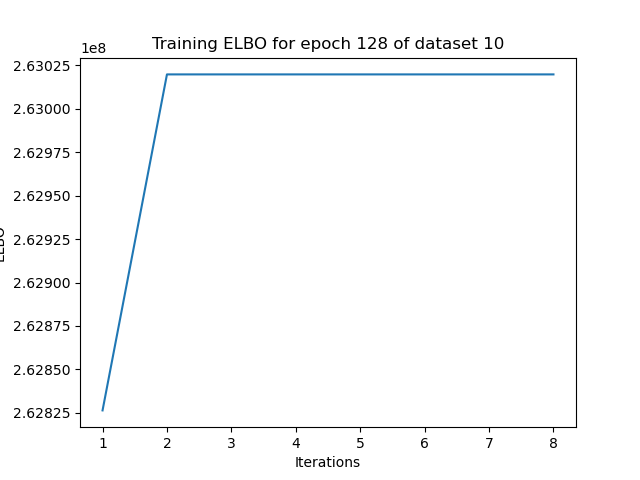 Training ELBO for epoch 128 of dataset 10
1e8
2.63025
2.63000
2.62975
2.62950
2.62925
2.62900
2.62875
2.62850
2.62825
ELBO
1 2 3 4 5 6 7 8
Iterations